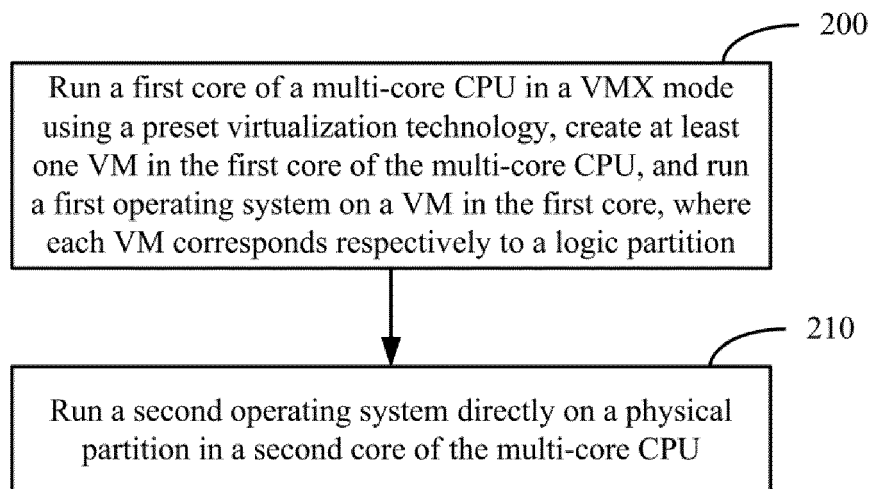 200
Run a first core of a multi-core CPU in a VMX mode
using a preset virtualization technology, create at least
one VM in the first core of the multi-core CPU, and run
a first operating system on a VM in the first core, where
each VM corresponds respectively to a logic partition
210
Run a second operating system directly on a physical
partition in a second core of the multi-core CPU